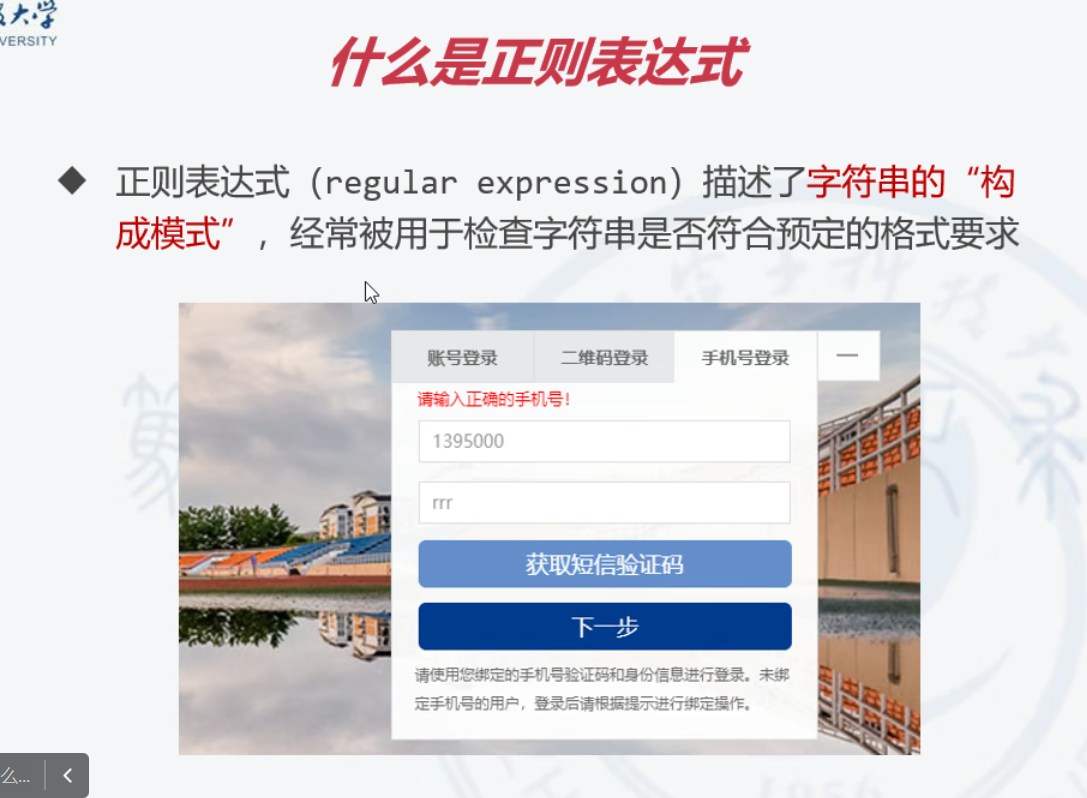 大学
VERSITY
什么是正则表达式
◆ 正则表达式（regular expression）描述了字符串的“构
成模式”，经常被用于检查字符串是否符合预定的格式要求
账号登录 二维码登录 手机号登录 —
请输入正确的手机号！
1395000
rrr
获取短信验证码
下一步
请使用您绑定的手机号验证码和身份信息进行登录。未绑
定手机号的用户，登录后请根据提示进行绑定操作。
么...
1956